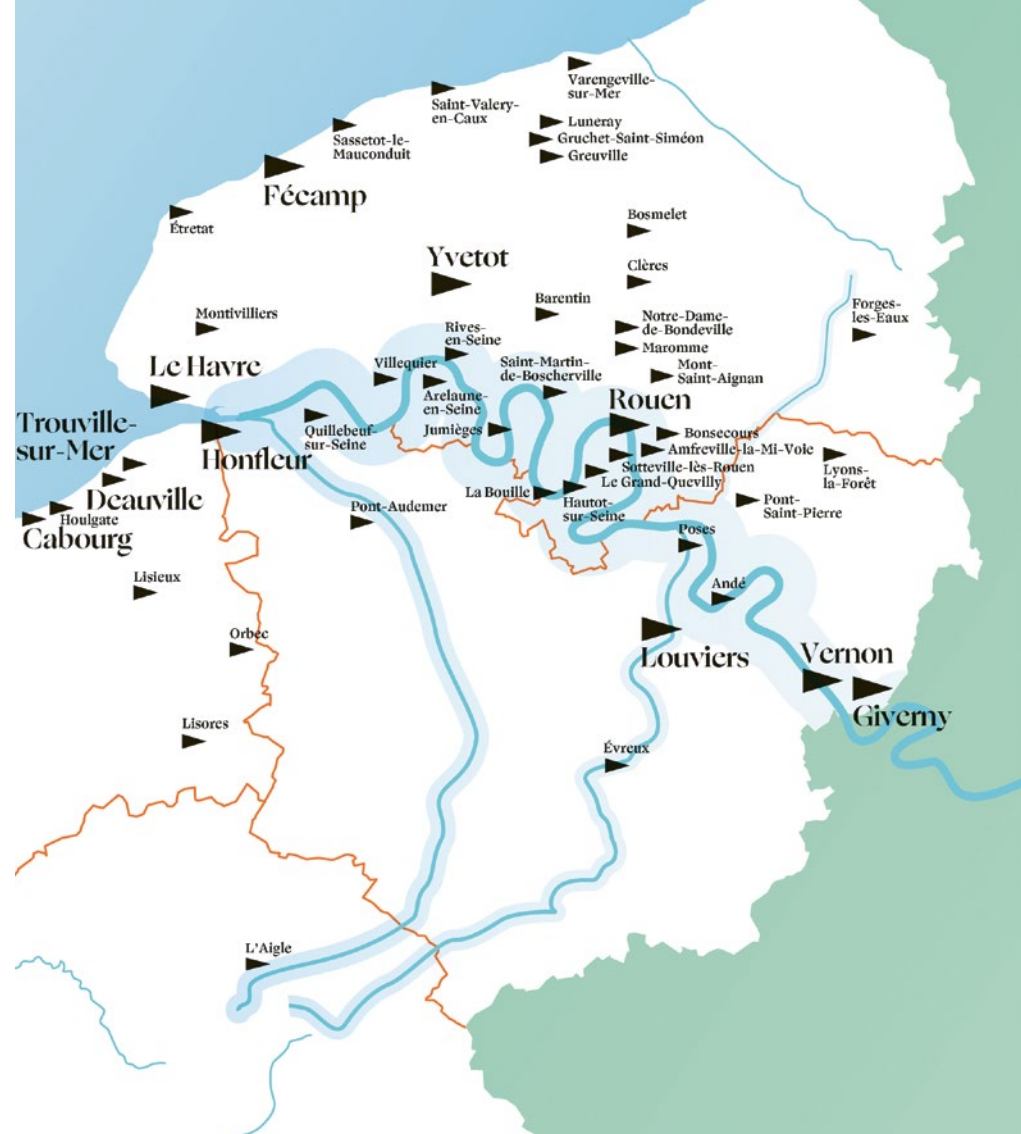 Varengeville-
sur-Mer
Saint-Valery-
en-Caux
Luneray
Sassetot-le-
Mauconduit
Gruchet-Saint-Siméon
Greuville
Fécamp
Étretat
Bosmelet
Yvetot
Clères
Barentin
Forges-
les-Eaux
Montivilliers
Notre-Dame-
de-Bondeville
Rives-
en-Seine
Maromme
Le Havre
Villequier
Saint-Martin-
de-Boscherville
Mont-
Saint-Aignan
Arelaune-
en-Seine
Rouen
Trouville-
sur-Mer
Quillebeuf-
sur-Seine
Jumièges
Bonsecours
Honfleur
Amfreville-la-Mi-Voie
Lyons-
la-Forêt
Sotteville-lès-Rouen
Le Grand-Quevilly
Deauville
La Bouille
Hautot-
sur-Seine
Pont-
Saint-Pierre
Pont-Audemer
Houlgate
Cabourg
Poses
Lisieux
Andé
Orbec
Louviers
Vernon
Giverny
Lisores
Évreux
L'Aigle